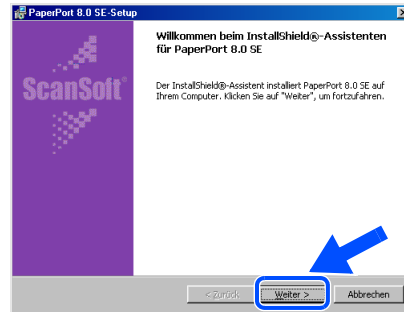 PaperPort 8.0 SE-Setup
Willkommen beim InstallShield®-Assistenten
für PaperPort 8.0 SE
ScanSoft®
Der InstallShield®-Assistent installiert PaperPort 8.0 SE auf
Ihrem Computer. Klicken Sie auf "Weiter", um fortzufahren.
< Zurück Weiter > Abbrechen